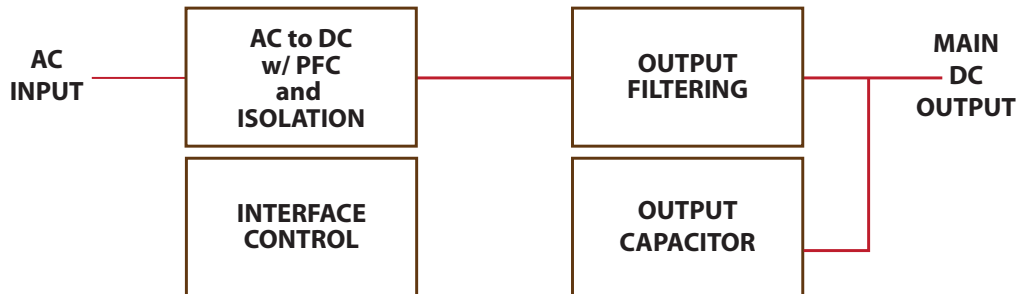 AC
INPUT
AC to DC
w/ PFC
and
ISOLATION
OUTPUT
FILTERING
MAIN
DC
OUTPUT
INTERFACE
CONTROL
OUTPUT
CAPACITOR